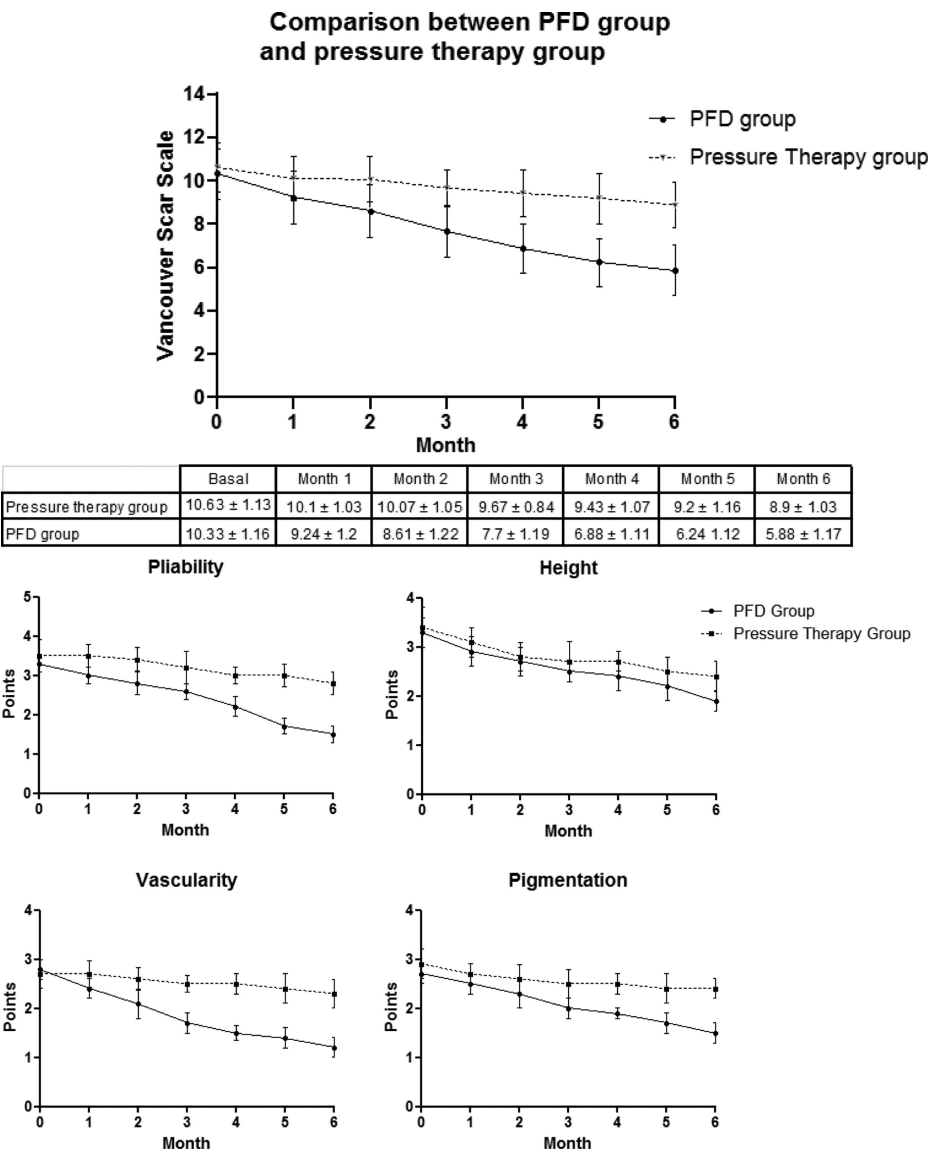 Comparison between PFD group
and pressure therapy group
PFD group
Pressure Therapy group
Vancouver Scar Scale
14
12
10
8
6
4
2
0
0 1 2 3 4 5 6
Month
Basal Month 1 Month 2 Month 3 Month 4 Month 5 Month 6
Pressure therapy group 10.63 ± 1.13 10.1 ± 1.03 10.07 ± 1.05 9.67 ± 0.84 9.43 ± 1.07 9.2 ± 1.16 8.9 ± 1.03
PFD group 10.33 ± 1.16 9.24 ± 1.2 8.61 ± 1.22 7.7 ± 1.19 6.88 ± 1.11 6.24 1.12 5.88 ± 1.17
Pliability
Points
5
4
3
2
1
0
0 1 2 3 4 5 6
Month
Height
PFD Group
Pressure Therapy Group
Points
4
3
2
1
0
0 1 2 3 4 5 6
Month
Vascularity
Points
4
3
2
1
0
0 1 2 3 4 5 6
Month
Pigmentation
Points
4
3
2
1
0
0 1 2 3 4 5 6
Month